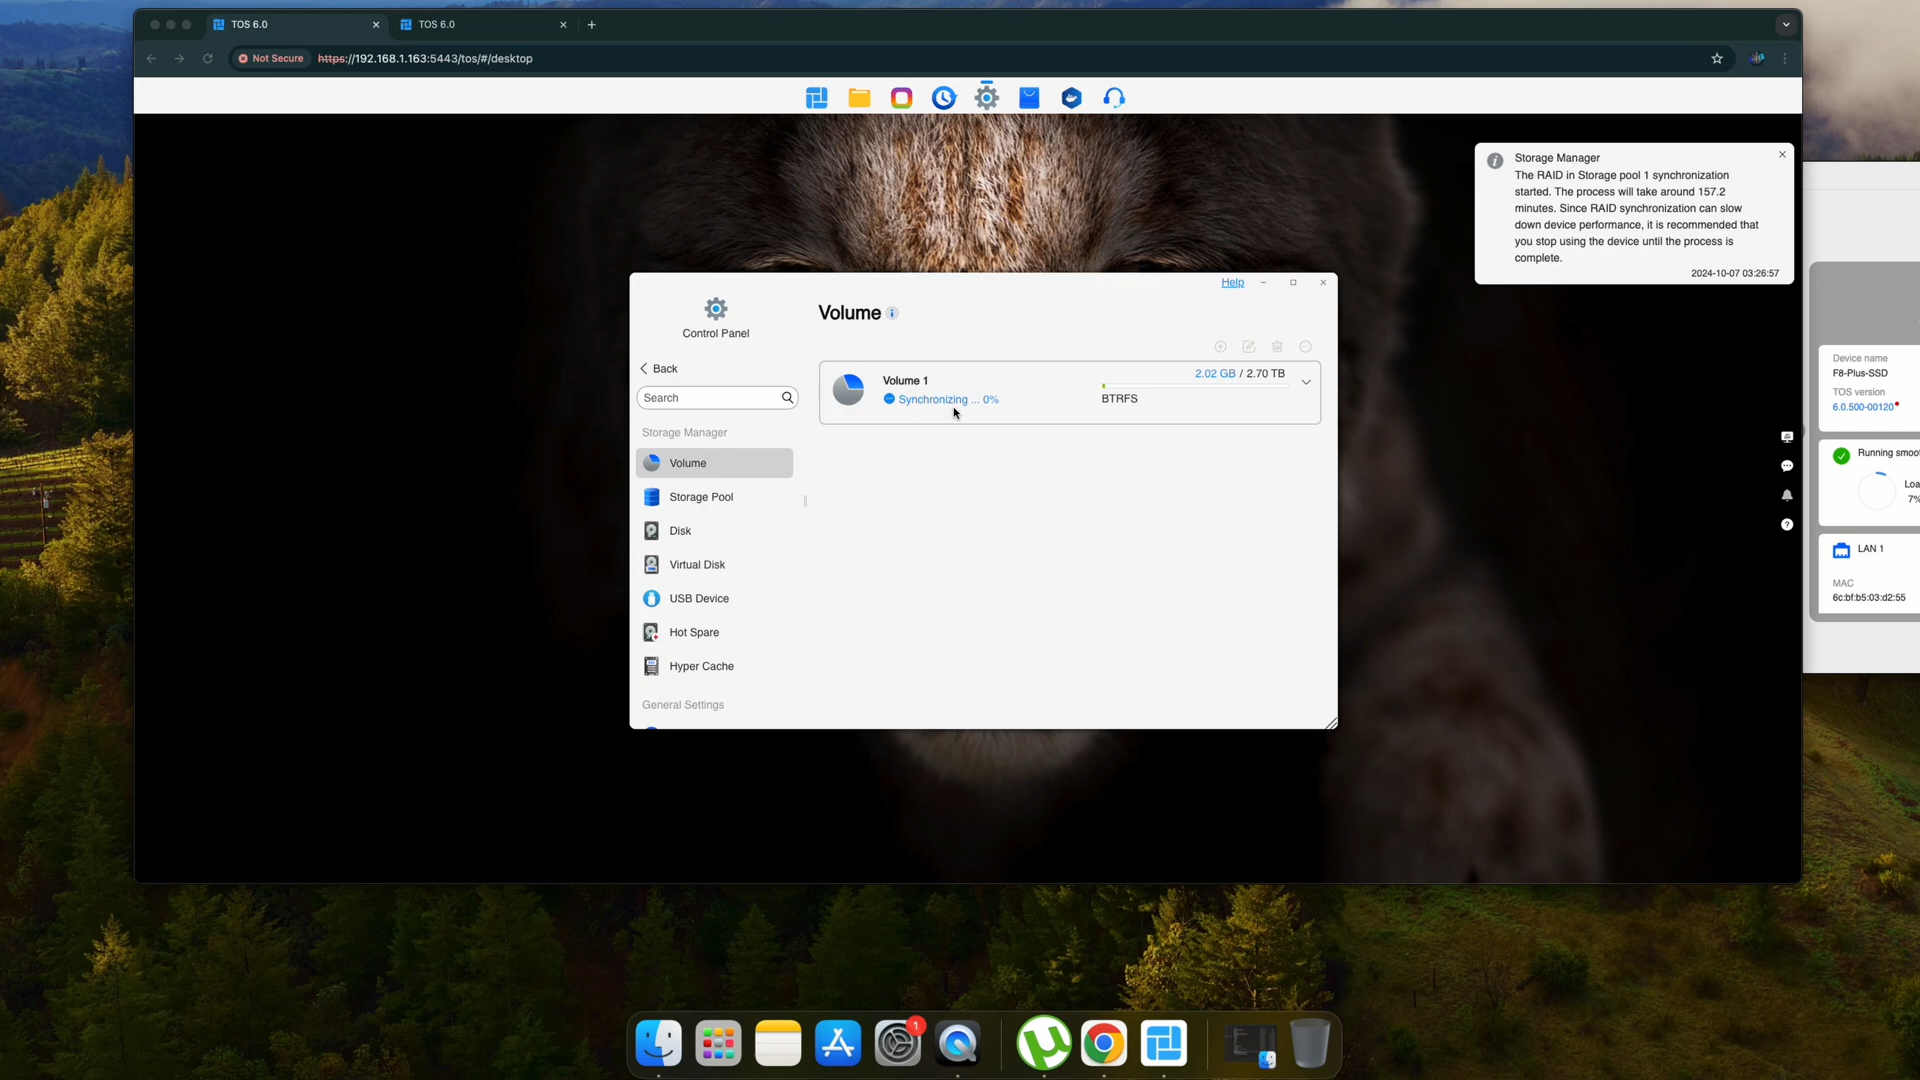 TOS 6.0
TOS 6.0
Not Secure
https://192.168.1.163:5443/tos/#/desktop
Storage Manager
The RAID in Storage pool 1 synchronization
started. The process will take around 157.2
minutes. Since RAID synchronization can slow
down device performance, it is recommended that
you stop using the device until the process is
complete.
2024-10-07 03:26:57
Help
Control Panel
Back
Search
Storage Manager
Volume
Storage Pool
Disk
Virtual Disk
USB Device
Hot Spare
Hyper Cache
General Settings
Volume
Volume 1
Synchronizing ... 0%
2.02 GB / 2.70 TB
BTRFS
Device name
F8-Plus-SSD
TOS version
6.0.500-00120
Running smoo
Loa
7%
LAN 1
MAC
6c:bf:b5:03:d2:55
1